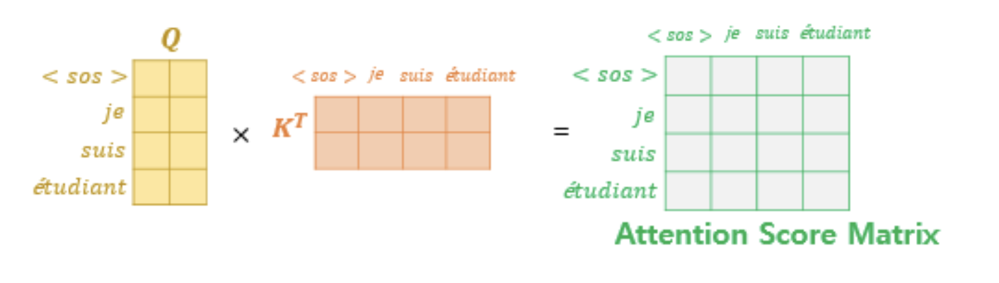 Q
< sos >
je
suis
étudiant
×
< sos > je suis étudiant
K^T
=
< sos > je suis étudiant
< sos >
je
suis
étudiant
Attention Score Matrix